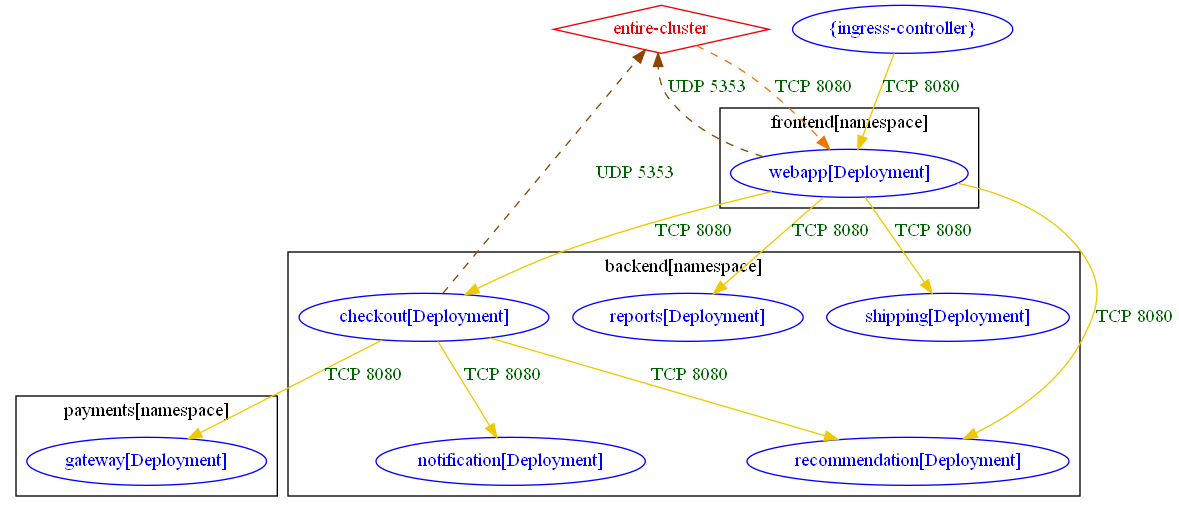 entire-cluster
{ingress-controller}
UDP 5353
TCP 8080
TCP 8080
frontend[namespace]
webapp[Deployment]
UDP 5353
TCP 8080
TCP 8080
TCP 8080
backend[namespace]
checkout[Deployment]
reports[Deployment]
shipping[Deployment]
TCP 8080
TCP 8080
TCP 8080
TCP 8080
payments[namespace]
gateway[Deployment]
notification[Deployment]
recommendation[Deployment]